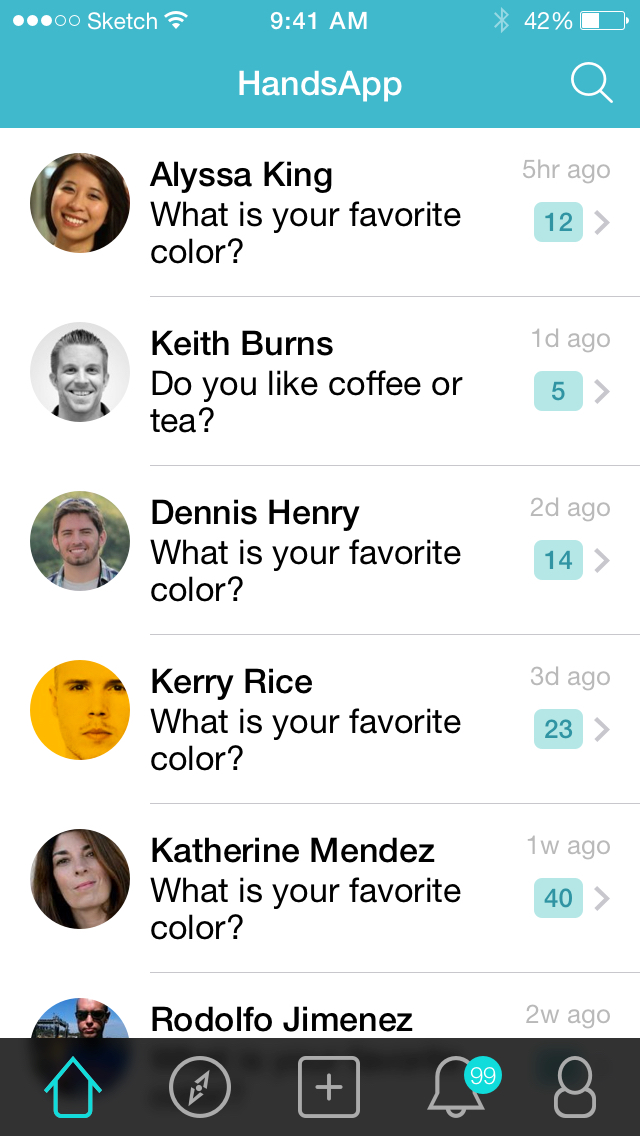 Sketch 9:41 AM 42%
HandsApp
Alyssa King 5hr ago
What is your favorite
color?
12
Keith Burns 1d ago
Do you like coffee or
tea?
5
Dennis Henry 2d ago
What is your favorite
color?
14
Kerry Rice 3d ago
What is your favorite
color?
23
Katherine Mendez 1w ago
What is your favorite
color?
40
Rodolfo Jimenez 2w ago
99